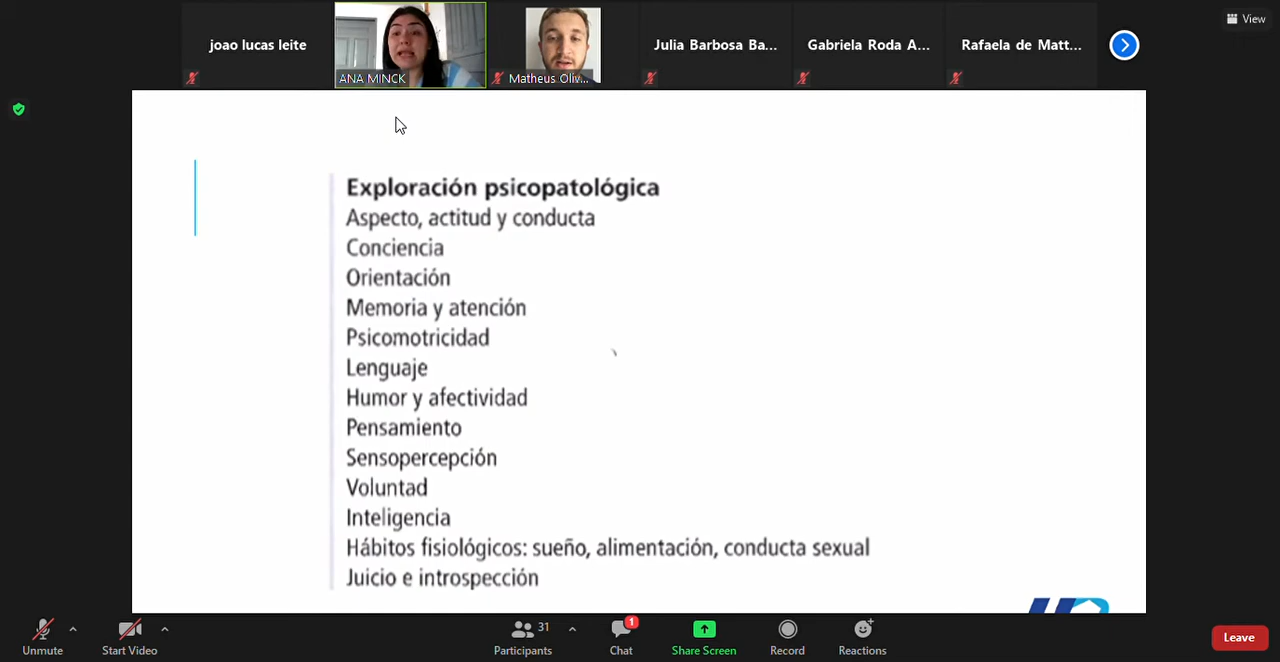 View
joao lucas leite
ANA MINCK
Matheus Oliv...
Julia Barbosa Ba...
Gabriela Roda A...
Rafaela de Matt...
Exploración psicopatológica
Aspecto, actitud y conducta
Conciencia
Orientación
Memoria y atención
Psicomotricidad
Lenguaje
Humor y afectividad
Pensamiento
Sensopercepción
Voluntad
Inteligencia
Hábitos fisiológicos: sueño, alimentación, conducta sexual
Juicio e introspección
Unmute
Start Video
31
Participants
1
Chat
Share Screen
Record
Reactions
Leave